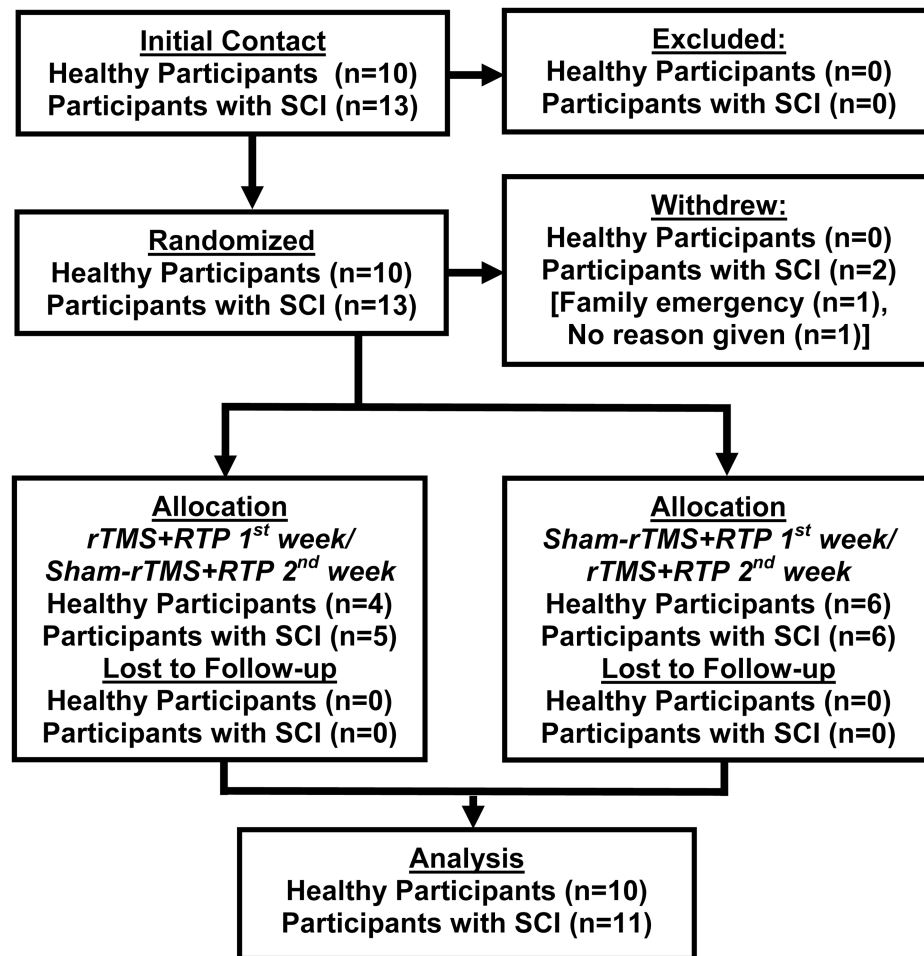 Initial Contact
Healthy Participants (n=10)
Participants with SCI (n=13)
Excluded:
Healthy Participants (n=0)
Participants with SCI (n=0)
Randomized
Healthy Participants (n=10)
Participants with SCI (n=13)
Withdrew:
Healthy Participants (n=0)
Participants with SCI (n=2)
[Family emergency (n=1),
No reason given (n=1)]
Allocation
rTMS+RTP 1st week/
Sham-rTMS+RTP 2nd week
Healthy Participants (n=4)
Participants with SCI (n=5)
Lost to Follow-up
Healthy Participants (n=0)
Participants with SCI (n=0)
Allocation
Sham-rTMS+RTP 1st week/
rTMS+RTP 2nd week
Healthy Participants (n=6)
Participants with SCI (n=6)
Lost to Follow-up
Healthy Participants (n=0)
Participants with SCI (n=0)
Analysis
Healthy Participants (n=10)
Participants with SCI (n=11)